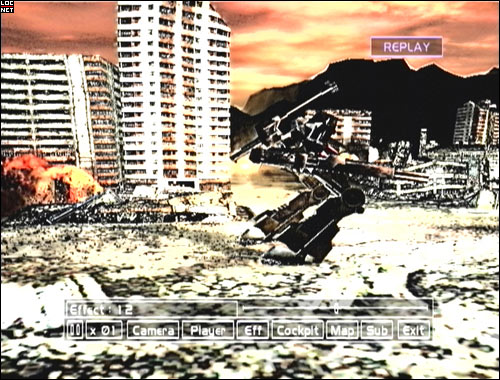 LOC
NET
REPLAY
Effect : 12
x 01 Camera Player Eff Cockpit Map Sub Exit